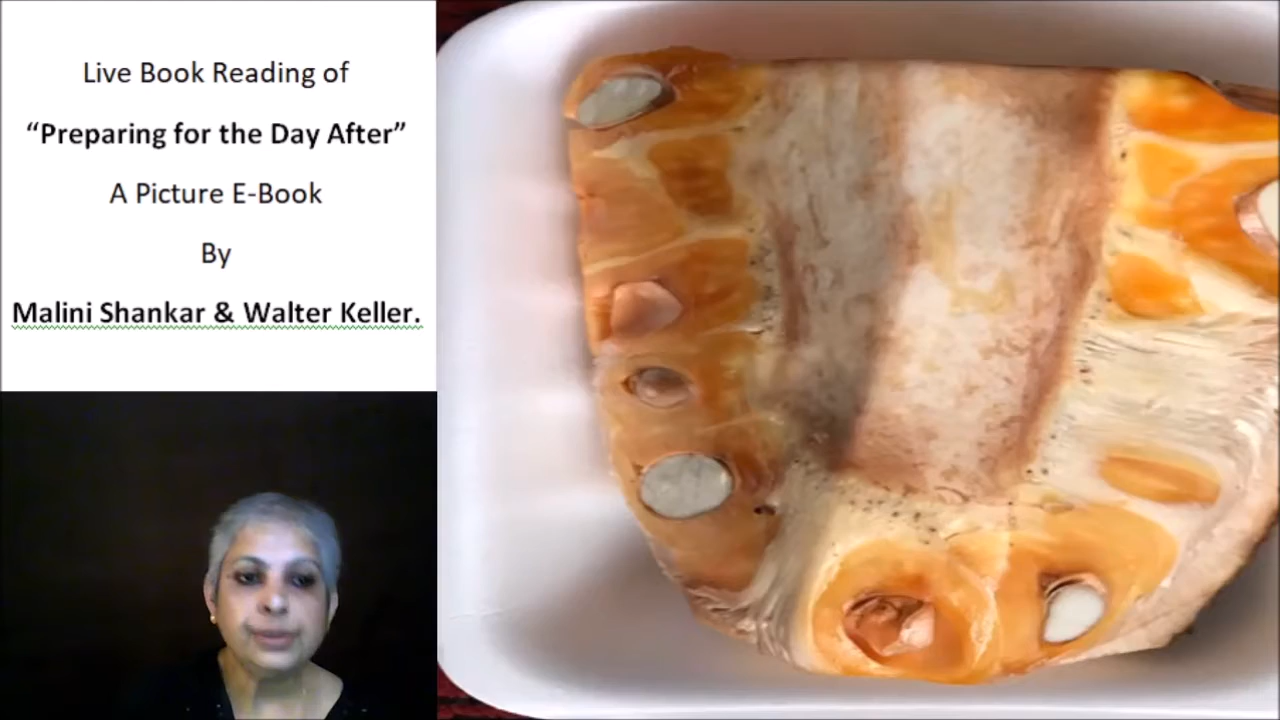 Live Book Reading of
“Preparing for the Day After”
A Picture E-Book
By
Malini Shankar & Walter Keller.